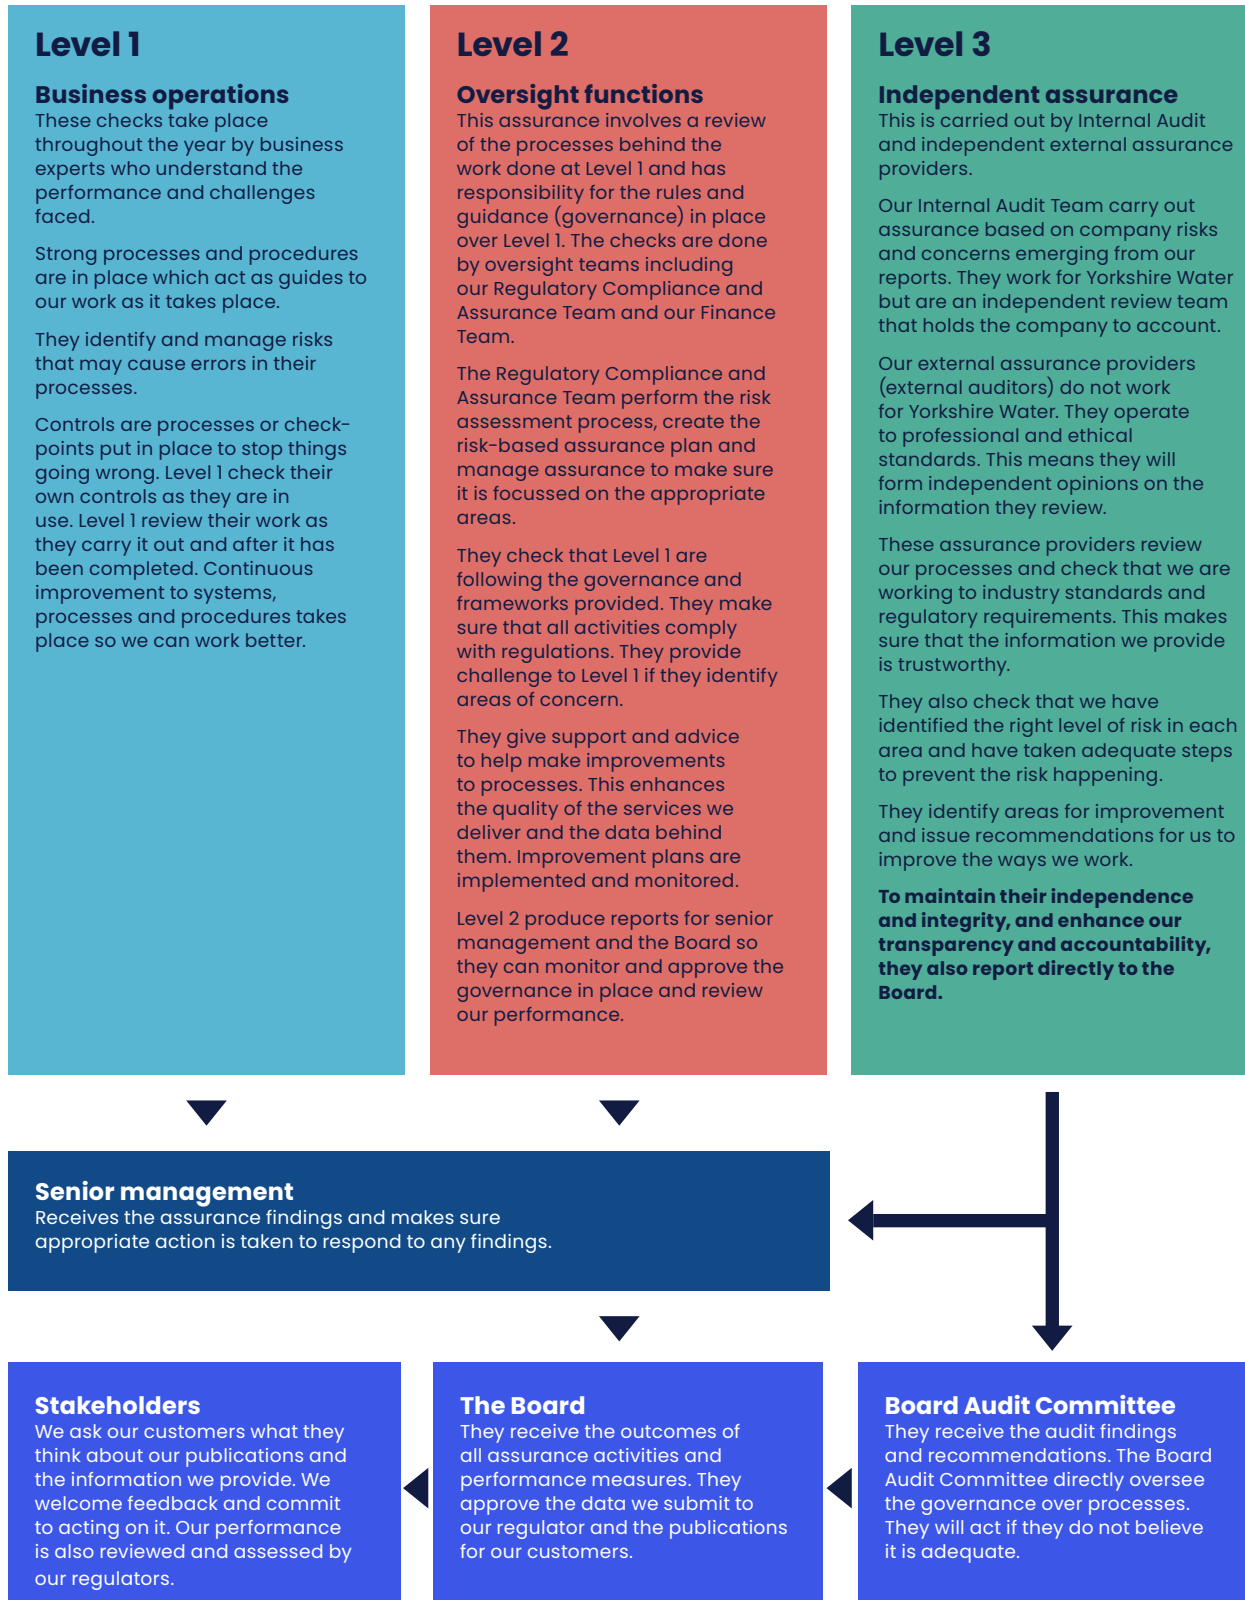 Level 1
Business operations
These checks take place
throughout the year by business
experts who understand the
performance and challenges
faced.
Strong processes and procedures
are in place which act as guides to
our work as it takes place.
They identify and manage risks
that may cause errors in their
processes.
Controls are processes or check-
points put in place to stop things
going wrong. Level 1 check their
own controls as they are in
use. Level 1 review their work as
they carry it out and after it has
been completed. Continuous
improvement to systems,
processes and procedures takes
place so we can work better.
Level 2
Oversight functions
This assurance involves a review
of the processes behind the
work done at Level 1 and has
responsibility for the rules and
guidance (governance) in place
over Level 1. The checks are done
by oversight teams including
our Regulatory Compliance and
Assurance Team and our Finance
Team.
The Regulatory Compliance and
Assurance Team perform the risk
assessment process, create the
risk-based assurance plan and
manage assurance to make sure
it is focussed on the appropriate
areas.
They check that Level 1 are
following the governance and
frameworks provided. They make
sure that all activities comply
with regulations. They provide
challenge to Level 1 if they identify
areas of concern.
They give support and advice
to help make improvements
to processes. This enhances
the quality of the services we
deliver and the data behind
them. Improvement plans are
implemented and monitored.
Level 2 produce reports for senior
management and the Board so
they can monitor and approve the
governance in place and review
our performance.
Level 3
Independent assurance
This is carried out by Internal Audit
and independent external assurance
providers.
Our Internal Audit Team carry out
assurance based on company risks
and concerns emerging from our
reports. They work for Yorkshire Water
but are an independent review team
that holds the company to account.
Our external assurance providers
(external auditors) do not work
for Yorkshire Water. They operate
to professional and ethical
standards. This means they will
form independent opinions on the
information they review.
These assurance providers review
our processes and check that we are
working to industry standards and
regulatory requirements. This makes
sure that the information we provide
is trustworthy.
They also check that we have
identified the right level of risk in each
area and have taken adequate steps
to prevent the risk happening.
They identify areas for improvement
and issue recommendations for us to
improve the ways we work.
To maintain their independence
and integrity, and enhance our
transparency and accountability,
they also report directly to the
Board.
Senior management
Receives the assurance findings and makes sure
appropriate action is taken to respond to any findings.
Stakeholders
We ask our customers what they
think about our publications and
the information we provide. We
welcome feedback and commit
to acting on it. Our performance
is also reviewed and assessed by
our regulators.
The Board
They receive the outcomes of
all assurance activities and
performance measures. They
approve the data we submit to
our regulator and the publications
for our customers.
Board Audit Committee
They receive the audit findings
and recommendations. The Board
Audit Committee directly oversee
the governance over processes.
They will act if they do not believe
it is adequate.